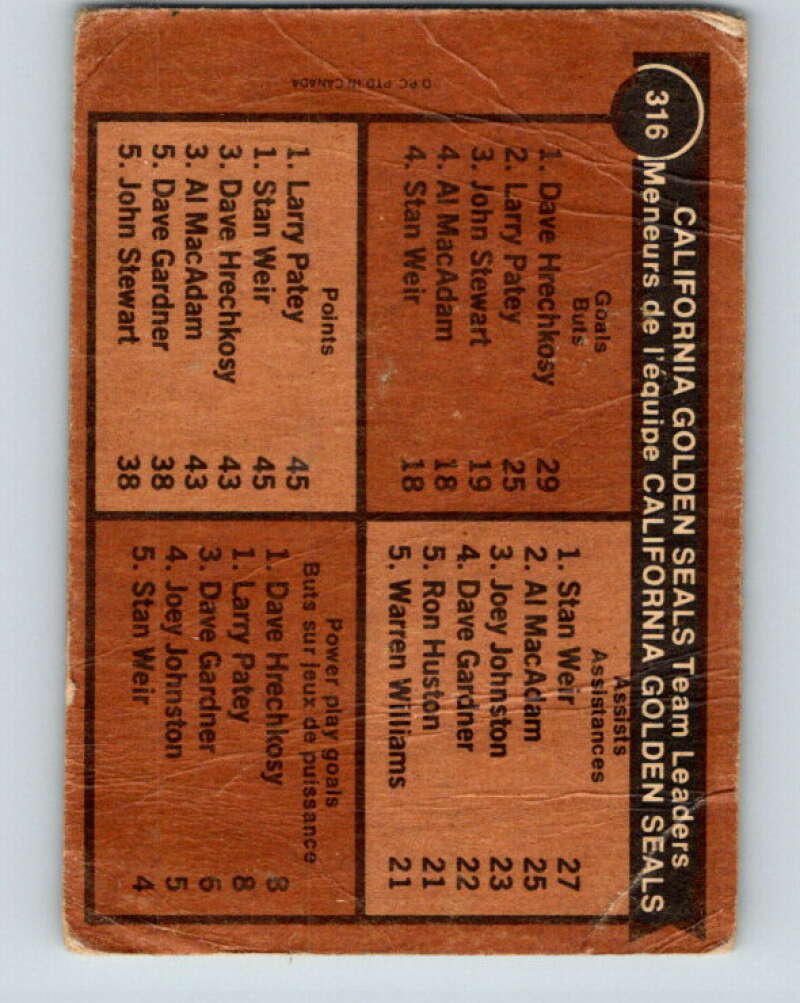 316
CALIFORNIA GOLDEN SEALS Team Leaders
Meneurs de l'équipe CALIFORNIA GOLDEN SEALS
Goals
Buts
1. Dave Hrechkosy 29
2. Larry Patey 25
3. John Stewart 19
4. Al MacAdam 18
4. Stan Weir 18
Assists
Assistances
1. Stan Weir 27
2. Al MacAdam 25
3. Joey Johnston 23
4. Dave Gardner 22
5. Ron Huston 21
5. Warren Williams 21
Points
1. Larry Patey 45
1. Stan Weir 45
3. Dave Hrechkosy 43
3. Al MacAdam 43
5. Dave Gardner 38
5. John Stewart 38
Power play goals
Buts sur jeux de puissance
1. Dave Hrechkosy 8
1. Larry Patey 8
3. Dave Gardner 6
4. Joey Johnston 5
5. Stan Weir 4
O.P.C. PTD IN CANADA